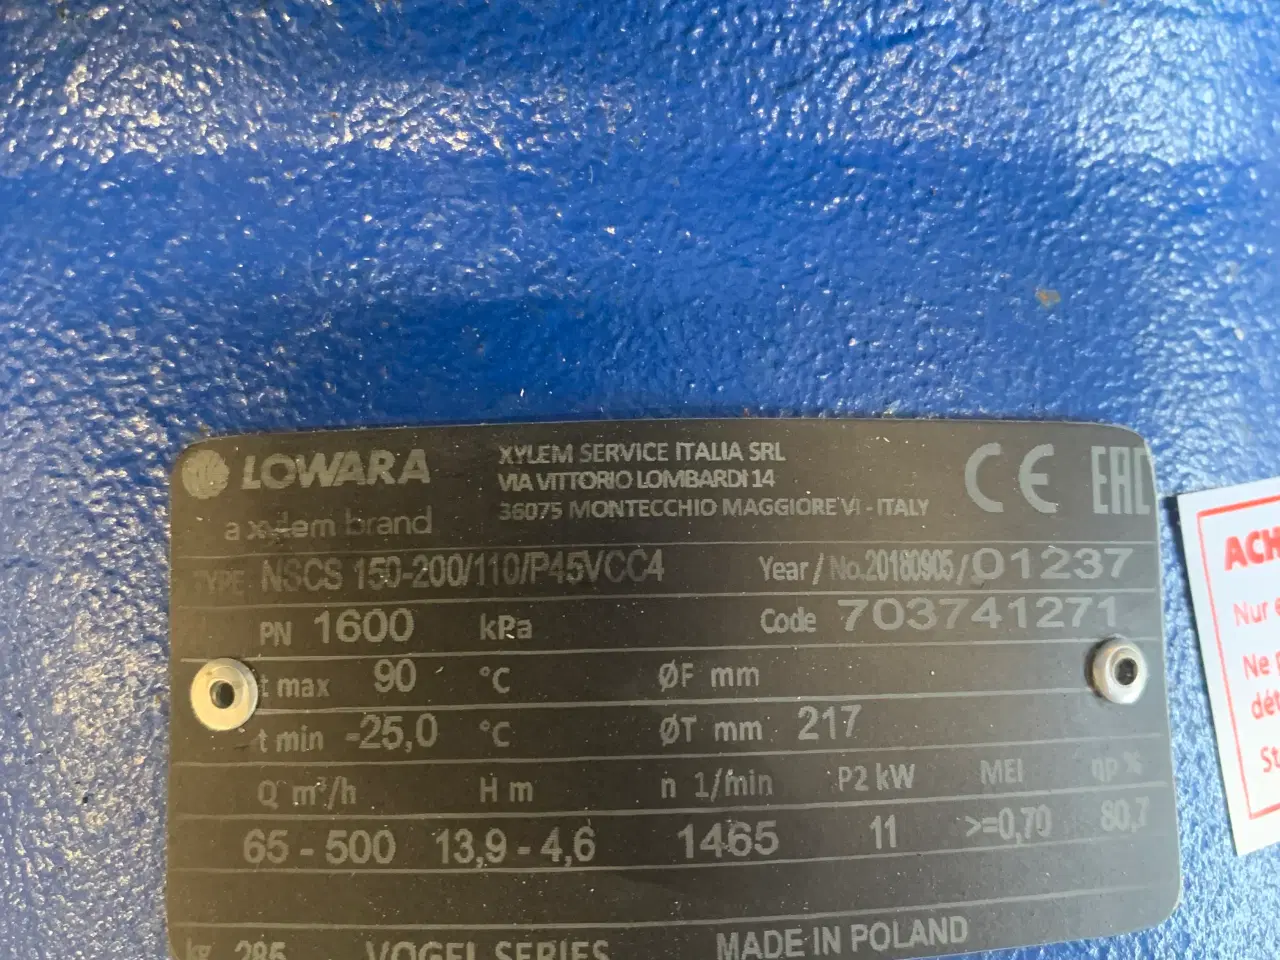 LOWARA
a xylem brand
XYLEM SERVICE ITALIA SRL
VIA VITTORIO LOMBARDI 14
36075 MONTECCHIO MAGGIORE VI - ITALY
CE EAC
TYPE NSCS 150-200/110/P45VCC4 Year / No. 20180905 / 01237
PN 1600 kPa Code 703741271
t max 90 °C ØF mm
t min -25,0 °C ØT mm 217
Q m³/h H m n 1/min P2 kW MEI ηp %
65 - 500 13,9 - 4,6 1465 11 >=0,70 80,7
kg 285 VOGEL SERIES MADE IN POLAND
ACH
Nur
Ne
dét
St